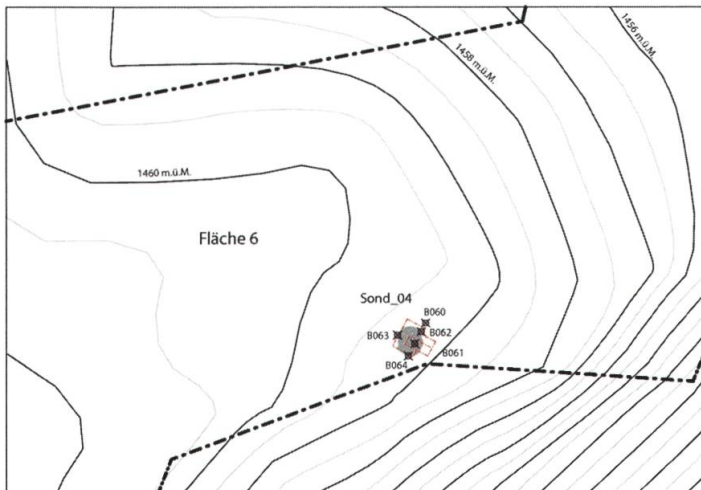 1456 m.ü.M.
1458 m.ü.M.
1460 m.ü.M.
Fläche 6
Sond_04
B060
B063
B062
B061
B064